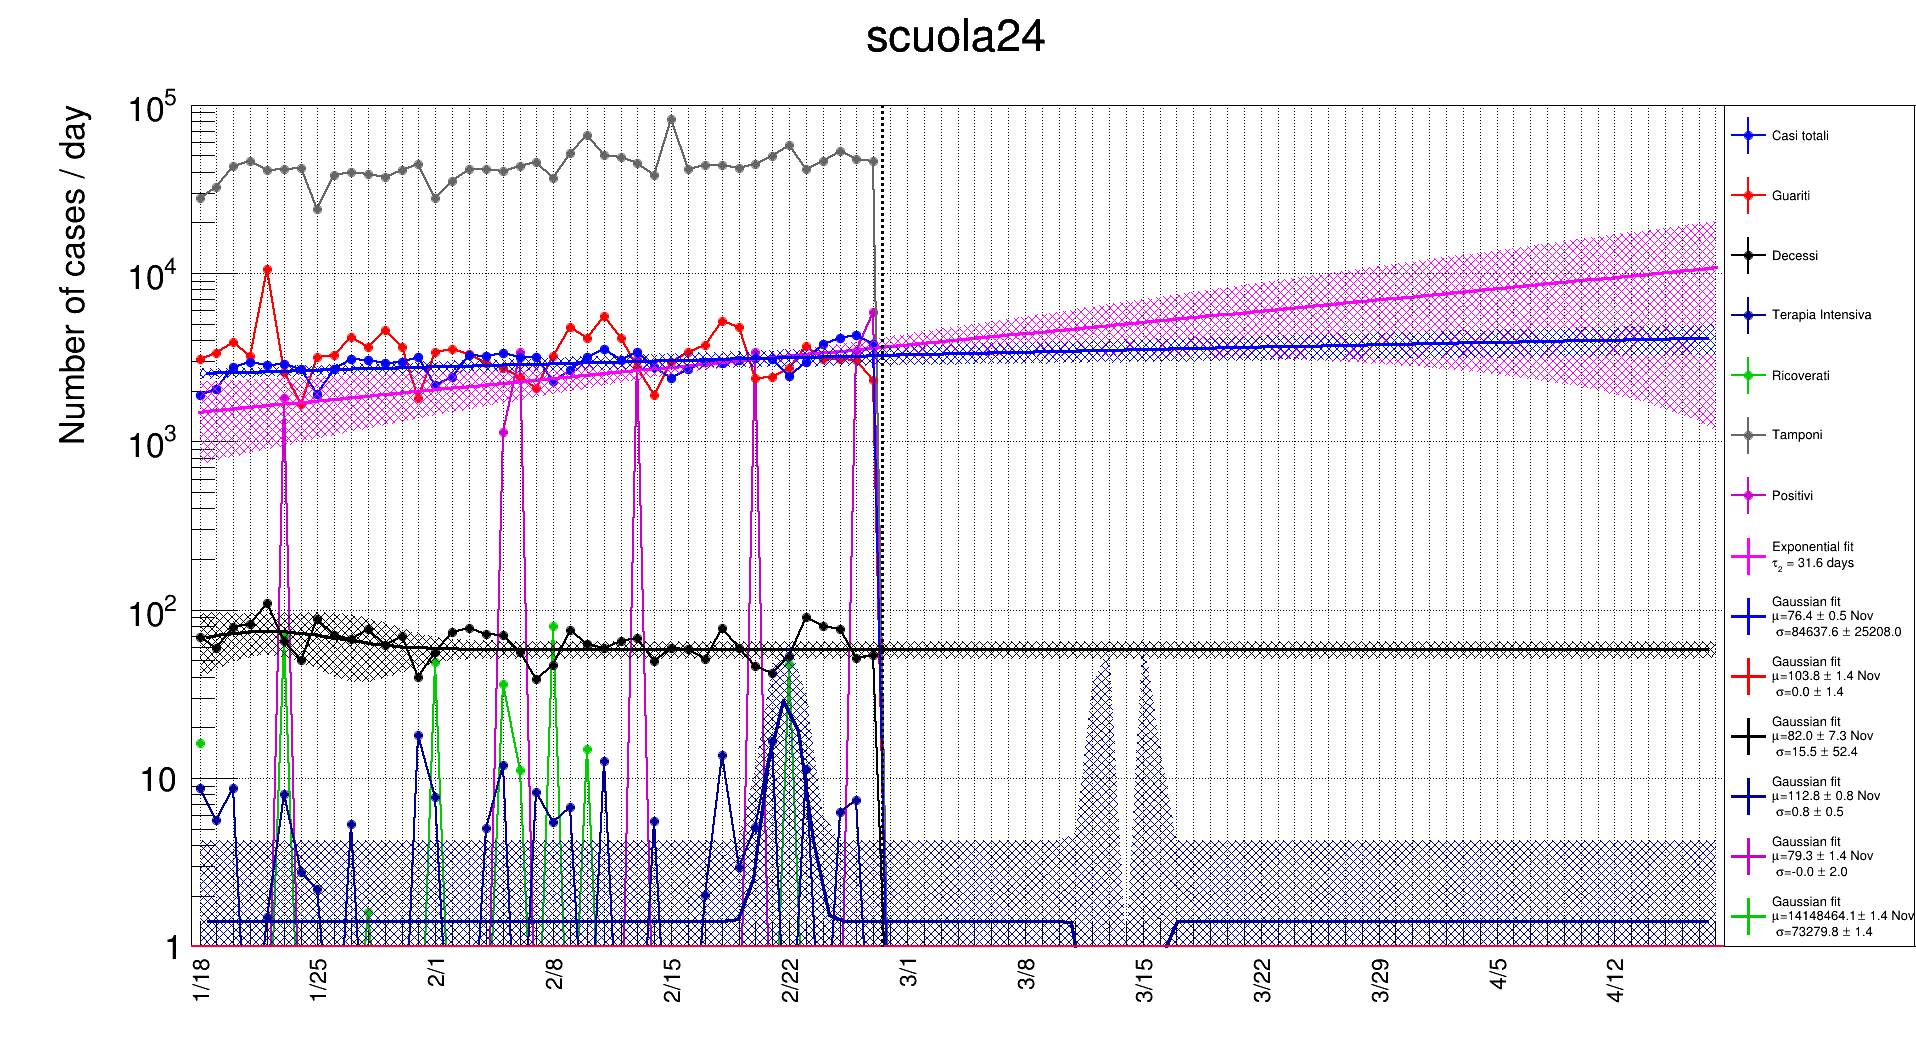 scuola24
Number of cases / day
10^5
10^4
10^3
10^2
10
1
1/18
1/25
2/1
2/8
2/15
2/22
3/1
3/8
3/15
3/22
3/29
4/5
4/12
Casi totali
Guariti
Decessi
Terapia Intensiva
Ricoverati
Tamponi
Positivi
Exponential fit
τ_2 = 31.6 days
Gaussian fit
μ=76.4 ± 0.5 Nov
σ=84637.6 ± 25208.0
Gaussian fit
μ=103.8 ± 1.4 Nov
σ=0.0 ± 1.4
Gaussian fit
μ=82.0 ± 7.3 Nov
σ=15.5 ± 52.4
Gaussian fit
μ=112.8 ± 0.8 Nov
σ=0.8 ± 0.5
Gaussian fit
μ=79.3 ± 1.4 Nov
σ=-0.0 ± 2.0
Gaussian fit
μ=14148464.1± 1.4 Nov
σ=73279.8 ± 1.4